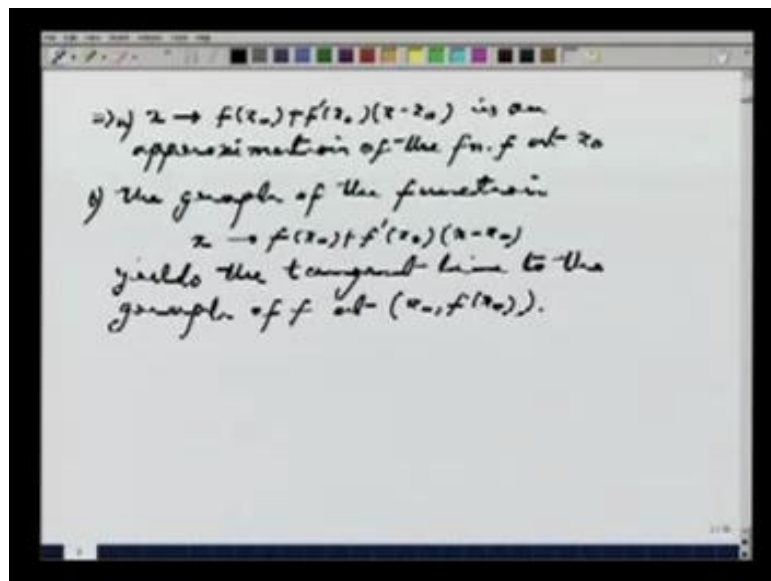 ⇒) a) x → f(x₀)+f'(x₀)(x-x₀) is an
approximation of the fn. f at x₀
b) The graph of the function
x → f(x₀)+f'(x₀)(x-x₀)
yields the tangent line to the
graph of f at (x₀, f(x₀)).